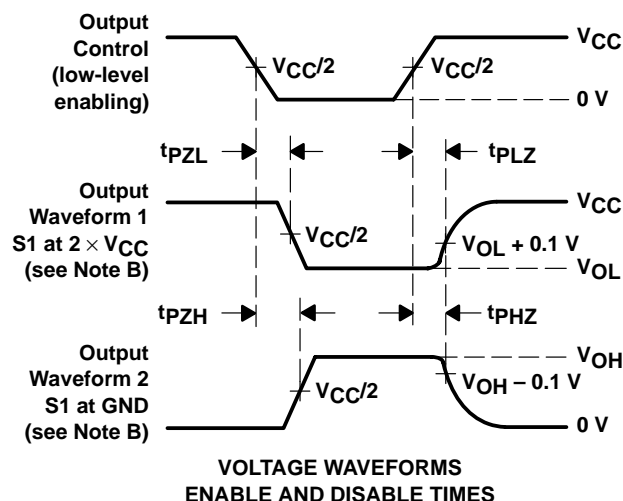 Output
Control
(low-level
enabling)
VCC
VCC/2
VCC/2
0 V
tPZL
tPLZ
Output
Waveform 1
S1 at 2 × VCC
(see Note B)
VCC
VCC/2
VOL + 0.1 V
VOL
tPZH
tPHZ
Output
Waveform 2
S1 at GND
(see Note B)
VOH
VCC/2
VOH – 0.1 V
0 V
VOLTAGE WAVEFORMS
ENABLE AND DISABLE TIMES